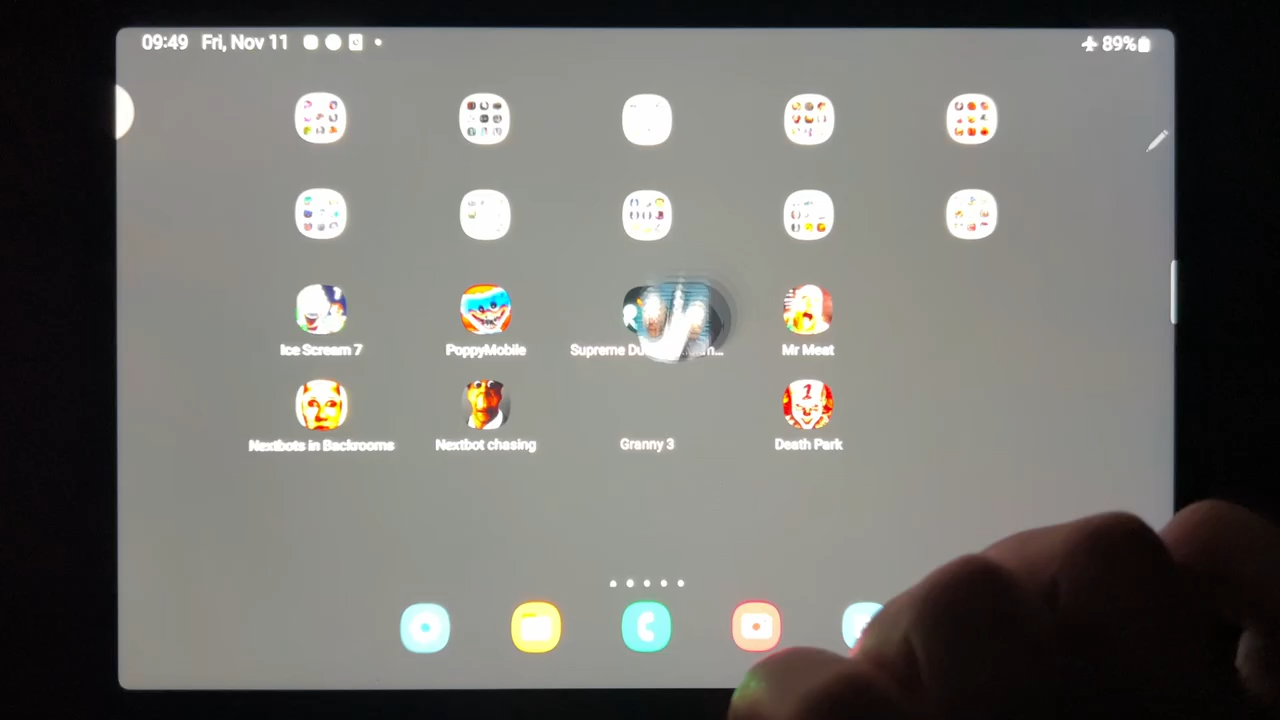 09:49 Fri, Nov 11 89%
Ice Scream 7 PoppyMobile Supreme Mr Meat
Nextbots in Backrooms Nextbot chasing Granny 3 Death Park